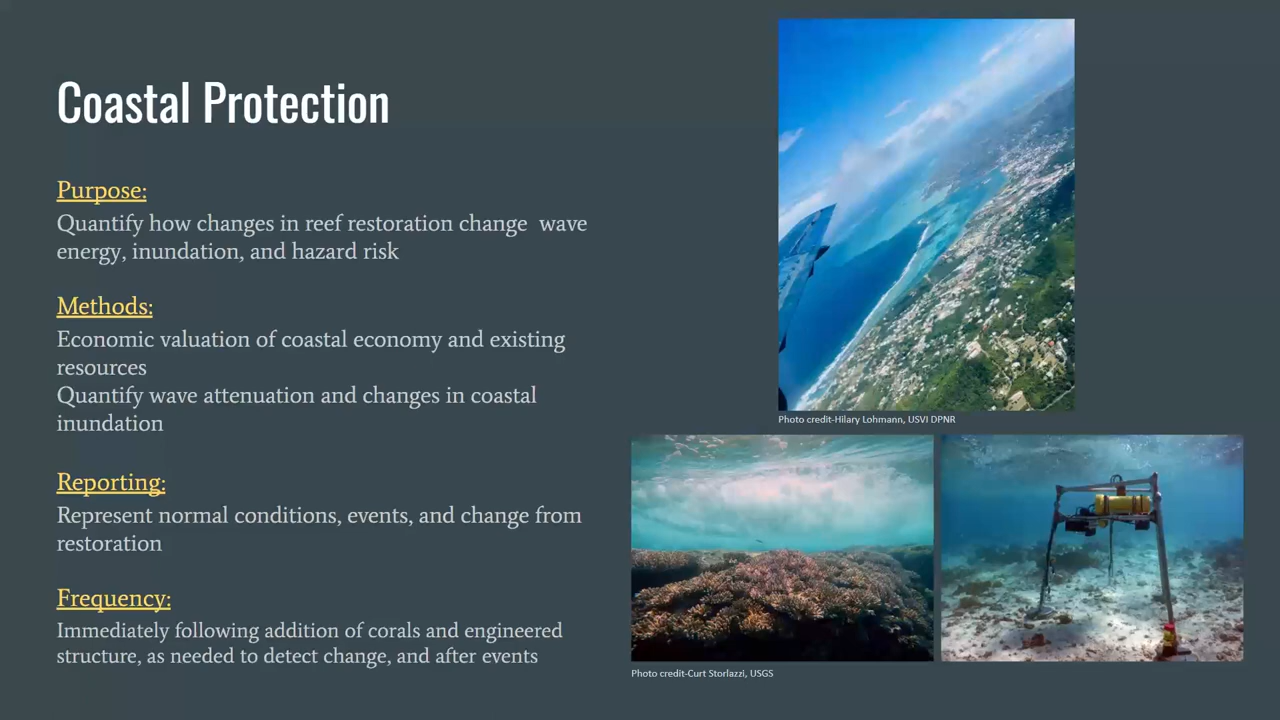 Coastal Protection
Purpose:
Quantify how changes in reef restoration change  wave
energy, inundation, and hazard risk
Methods:
Economic valuation of coastal economy and existing
resources
Quantify wave attenuation and changes in coastal
inundation
Reporting:
Represent normal conditions, events, and change from
restoration
Frequency:
Immediately following addition of corals and engineered
structure, as needed to detect change, and after events
Photo credit-Hilary Lohmann, USVI DPNR
Photo credit-Curt Storlazzi, USGS